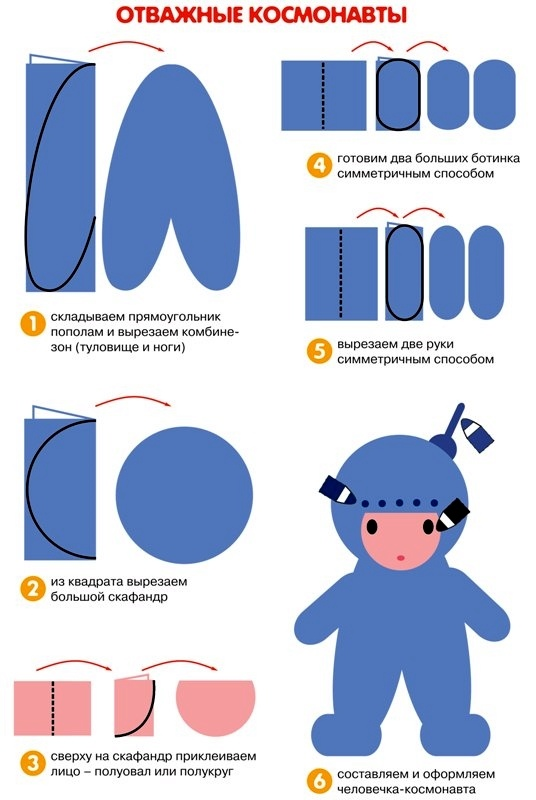 ОТВАЖНЫЕ КОСМОНАВТЫ
1
складываем прямоугольник
пополам и вырезаем комбине-
зон (туловище и ноги)
2
из квадрата вырезаем
большой скафандр
3
сверху на скафандр приклеиваем
лицо – полуовал или полукруг
4
готовим два больших ботинка
симметричным способом
5
вырезаем две руки
симметричным способом
6
составляем и оформляем
человечка-космонавта